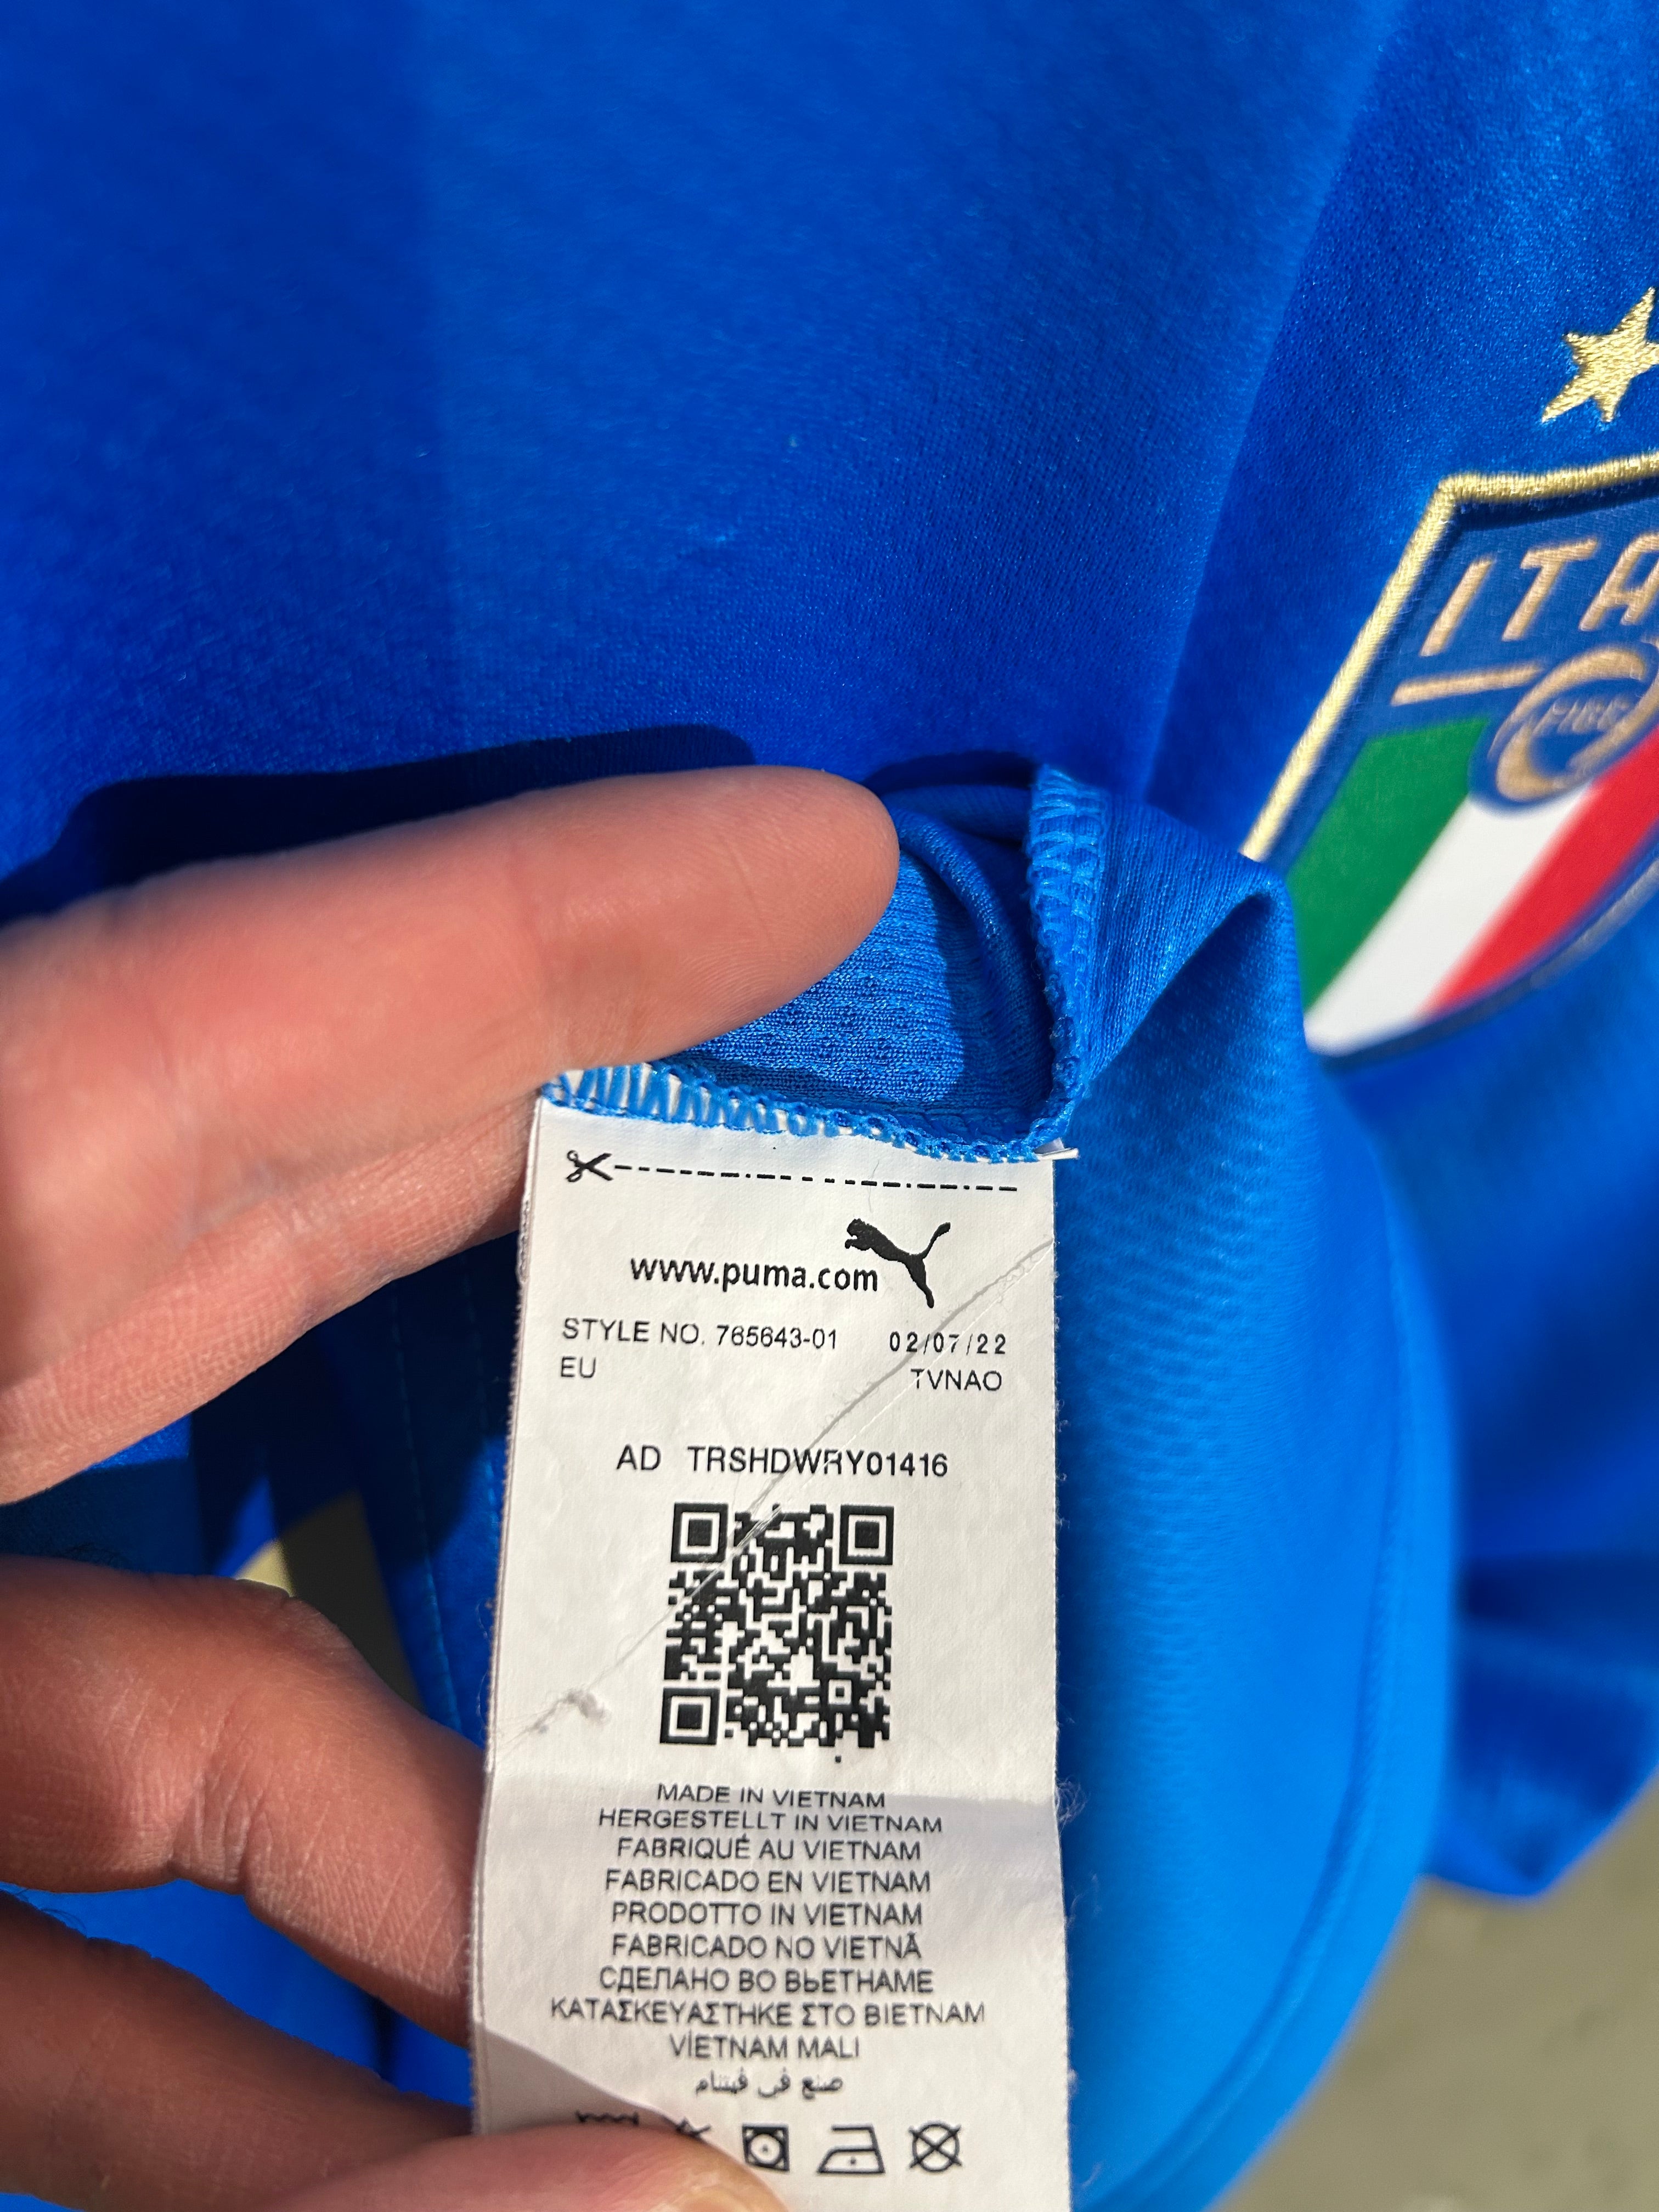 ITA
FIGC
www.puma.com
STYLE NO. 765643-01 02/07/22
EU TVNAO
AD TRSHDWRY01416
MADE IN VIETNAM
HERGESTELLT IN VIETNAM
FABRIQUÉ AU VIETNAM
FABRICADO EN VIETNAM
PRODOTTO IN VIETNAM
FABRICADO NO VIETNÃ
СДЕЛАНО ВО ВЬЕТНАМЕ
ΚΑΤΑΣΚΕΥΑΣΤΗΚΕ ΣΤΟ ΒΙΕΤΝΑΜ
VİETNAM MALI
صنع في فيتنام